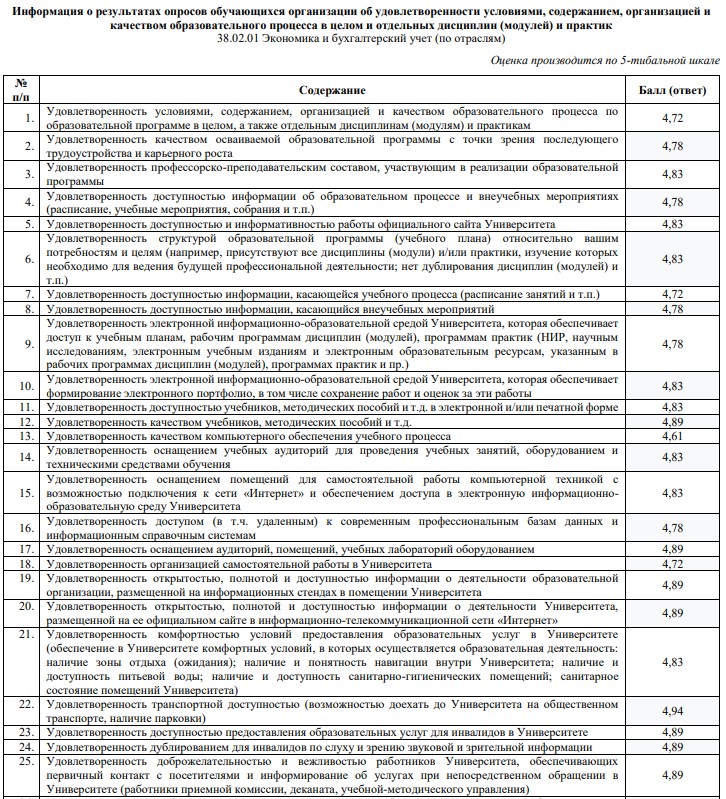 Информация о результатах опросов обучающихся организации об удовлетворенности условиями, содержанием, организацией и
качеством образовательного процесса в целом и отдельных дисциплин (модулей) и практик
38.02.01 Экономика и бухгалтерский учет (по отраслям)
Оценка производится по 5-тибальной шкале
№
п/п
Содержание
Балл (ответ)
1. Удовлетворенность условиями, содержанием, организацией и качеством образовательного процесса по
образовательной программе в целом, а также отдельным дисциплинам (модулям) и практикам
4,72
2. Удовлетворенность качеством осваиваемой образовательной программы с точки зрения последующего
трудоустройства и карьерного роста
4,78
3. Удовлетворенность профессорско-преподавательским составом, участвующим в реализации образовательной
программы
4,83
4. Удовлетворенность доступностью информации об образовательном процессе и внеучебных мероприятиях
(расписание, учебные мероприятия, собрания и т.п.)
4,78
5. Удовлетворенность доступностью и информативностью работы официального сайта Университета 4,83
6. Удовлетворенность структурой образовательной программы (учебного плана) относительно вашим
потребностям и целям (например, присутствуют все дисциплины (модули) и/или практики, изучение которых
необходимо для ведения будущей профессиональной деятельности; нет дублирования дисциплин (модулей) и
т.п.)
4,83
7. Удовлетворенность доступностью информации, касающейся учебного процесса (расписание занятий и т.п.) 4,72
8. Удовлетворенность доступностью информации, касающийся внеучебных мероприятий 4,78
9. Удовлетворенность электронной информационно-образовательной средой Университета, которая обеспечивает
доступ к учебным планам, рабочим программам дисциплин (модулей), программам практик (НИР, научным
исследованиям, электронным учебным изданиям и электронным образовательным ресурсам, указанным в
рабочих программах дисциплин (модулей), программах практик и пр.)
4,78
10. Удовлетворенность электронной информационно-образовательной средой Университета, которая обеспечивает
формирование электронного портфолио, в том числе сохранение работ и оценок за эти работы
4,83
11. Удовлетворенность доступностью учебников, методических пособий и т.д. в электронной и/или печатной форме 4,83
12. Удовлетворенность качеством учебников, методических пособий и т.д. 4,89
13. Удовлетворенность качеством компьютерного обеспечения учебного процесса 4,61
14. Удовлетворенность оснащением учебных аудиторий для проведения учебных занятий, оборудованием и
техническими средствами обучения
4,83
15. Удовлетворенность оснащением помещений для самостоятельной работы компьютерной техникой с
возможностью подключения к сети «Интернет» и обеспечением доступа в электронную информационно-
образовательную среду Университета
4,83
16. Удовлетворенность доступом (в т.ч. удаленным) к современным профессиональным базам данных и
информационным справочным системам
4,78
17. Удовлетворенность оснащением аудиторий, помещений, учебных лабораторий оборудованием 4,89
18. Удовлетворенность организацией самостоятельной работы в Университета 4,72
19. Удовлетворенность открытостью, полнотой и доступностью информации о деятельности образовательной
организации, размещенной на информационных стендах в помещении Университета
4,89
20. Удовлетворенность открытостью, полнотой и доступностью информации о деятельности Университета,
размещенной на ее официальном сайте в информационно-телекоммуникационной сети «Интернет»
4,89
21. Удовлетворенность комфортностью условий предоставления образовательных услуг в Университете
(обеспечение в Университете комфортных условий, в которых осуществляется образовательная деятельность:
наличие зоны отдыха (ожидания); наличие и понятность навигации внутри Университета; наличие и
доступность питьевой воды; наличие и доступность санитарно-гигиенических помещений; санитарное
состояние помещений Университета)
4,83
22. Удовлетворенность транспортной доступностью (возможностью доехать до Университета на общественном
транспорте, наличие парковки)
4,94
23. Удовлетворенность доступностью предоставления образовательных услуг для инвалидов в Университете 4,89
24. Удовлетворенность дублированием для инвалидов по слуху и зрению звуковой и зрительной информации 4,89
25. Удовлетворенность доброжелательностью и вежливостью работников Университета, обеспечивающих
первичный контакт с посетителями и информирование об услугах при непосредственном обращении в
Университете (работники приемной комиссии, деканата, учебной-методического управления)
4,89